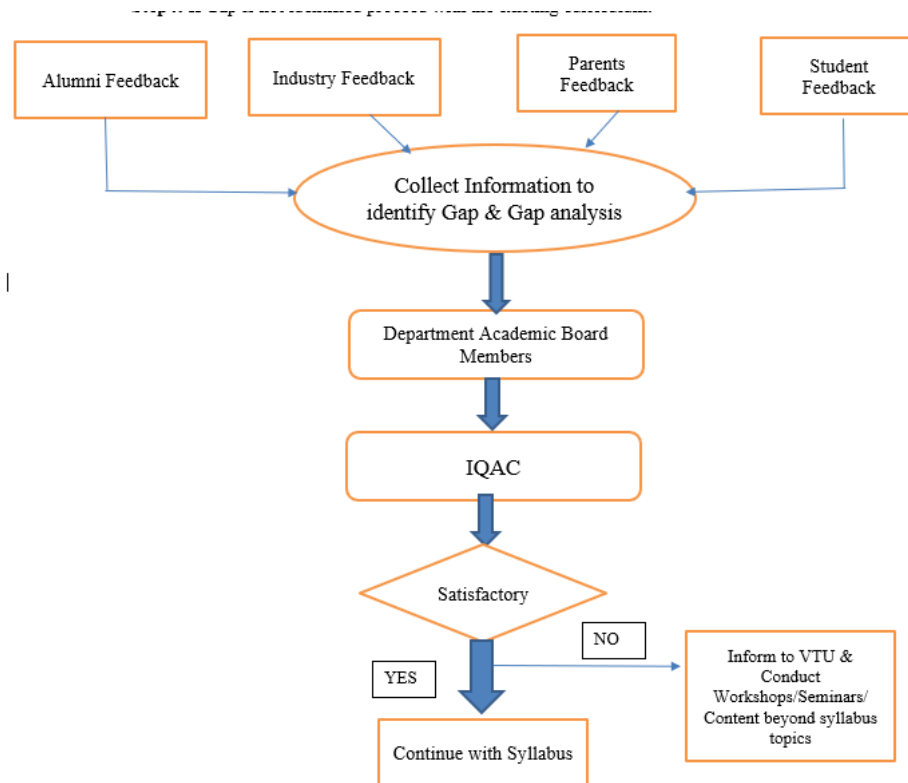 Alumni Feedback
Industry Feedback
Parents
Feedback
Student
Feedback
Collect Information to
identify Gap & Gap analysis
Department Academic Board
Members
IQAC
Satisfactory
NO
YES
Inform to VTU &
Conduct
Workshops/Seminars/
Content beyond syllabus
topics
Continue with Syllabus